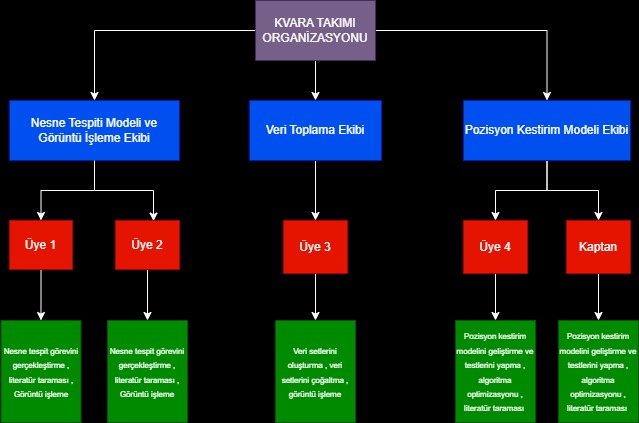 KVARA TAKIMI
ORGANİZASYONU
Nesne Tespiti Modeli ve
Görüntü İşleme Ekibi
Veri Toplama Ekibi
Pozisyon Kestirim Modeli Ekibi
Üye 1
Üye 2
Üye 3
Üye 4
Kaptan
Nesne tespit görevini
gerçekleştirme ,
literatür taraması ,
Görüntü işleme
Nesne tespit görevini
gerçekleştirme ,
literatür taraması ,
Görüntü işleme
Veri setlerini
oluşturma , veri
setlerini çoğaltma ,
görüntü işleme
Pozisyon kestirim
modelini geliştirme ve
testlerini yapma ,
algoritma
optimizasyonu ,
literatür taraması
Pozisyon kestirim
modelini geliştirme ve
testlerini yapma ,
algoritma
optimizasyonu ,
literatür taraması